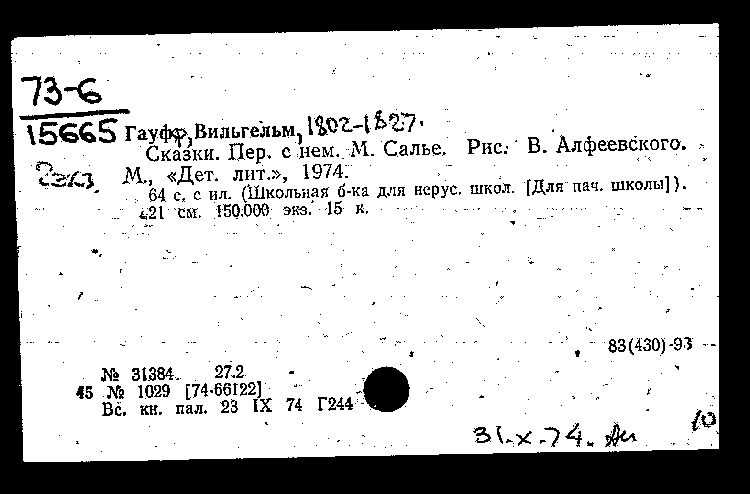 73-6
15665 Гауфф, Вильгельм, 1802-1827.
Сказки. Пер. с нем. М. Салье. Рис. В. Алфеевского.
2 экз. М., «Дет. лит.», 1974.
64 с. с ил. (Школьная б-ка для нерус. школ. [Для нач. школы]).
21 см. 150.000 экз. 15 к.
83(430)-93
№ 31384. 27.2
45 № 1029 [74-66122]
Вс. кн. пал. 23 IX 74 Г244
31.X.74.
10